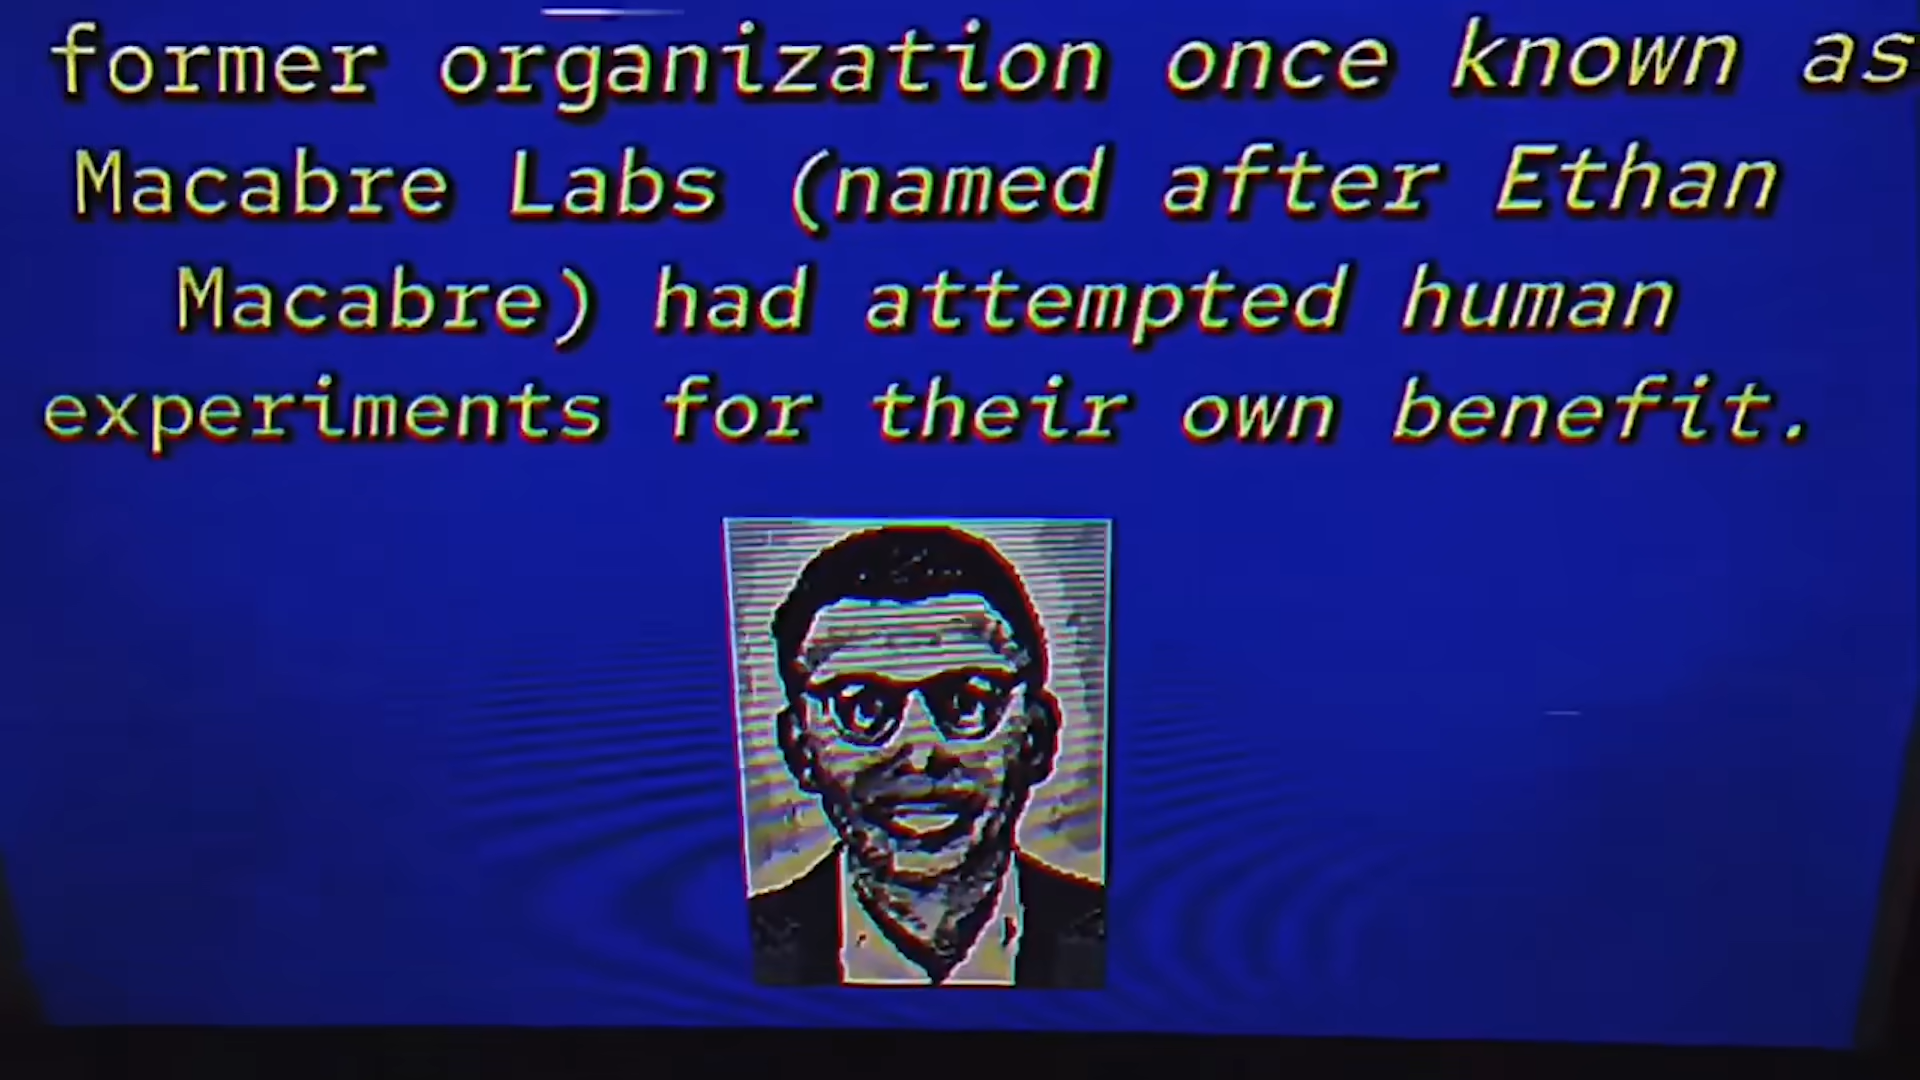 former organization once known as
Macabre Labs (named after Ethan
Macabre) had attempted human
experiments for their own benefit.